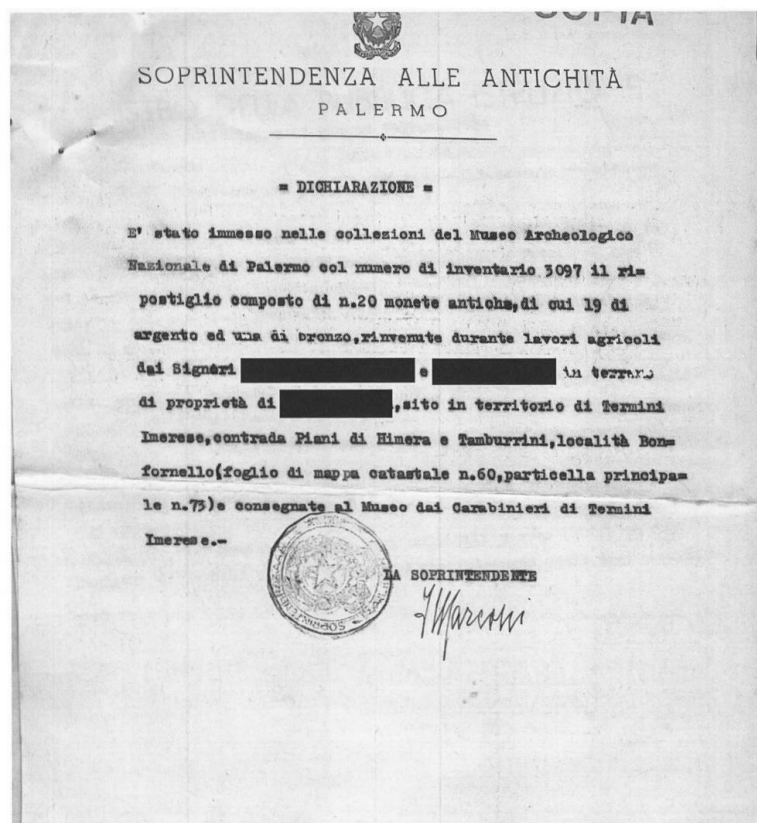 COPIA
SOPRINTENDENZA ALLE ANTICHITÀ
PALERMO
= DICHIARAZIONE =
E' stato immesso nelle collezioni del Museo Archeologico
Nazionale di Palermo col numero di inventario 3097 il ri=
postiglio composto di n.20 monete antiche,di cui 19 di
argento ed una di bronzo,rinvenute durante lavori agricoli
dai Signori e in terreno
di proprietà di ,sito in territorio di Termini
Imerese,contrada Piani di Himera e Tamburrini,località Bon=
fornello(foglio di mappa catastale n.60,particella principa=
le n.73)e consegnate al Museo dai Carabinieri di Termini
Imerese.-
LA SOPRINTENDENTE
Marconi